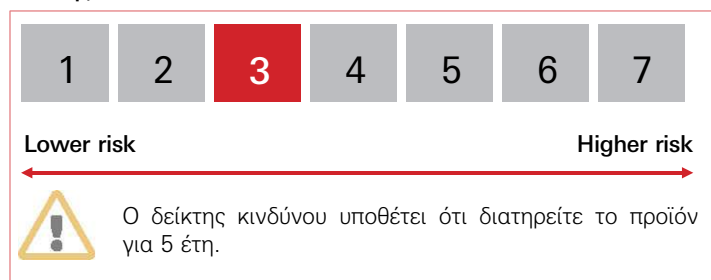 1 2 3 4 5 6 7
Lower risk Higher risk
Ο δείκτης κινδύνου υποθέτει ότι διατηρείτε το προϊόν
για 5 έτη.